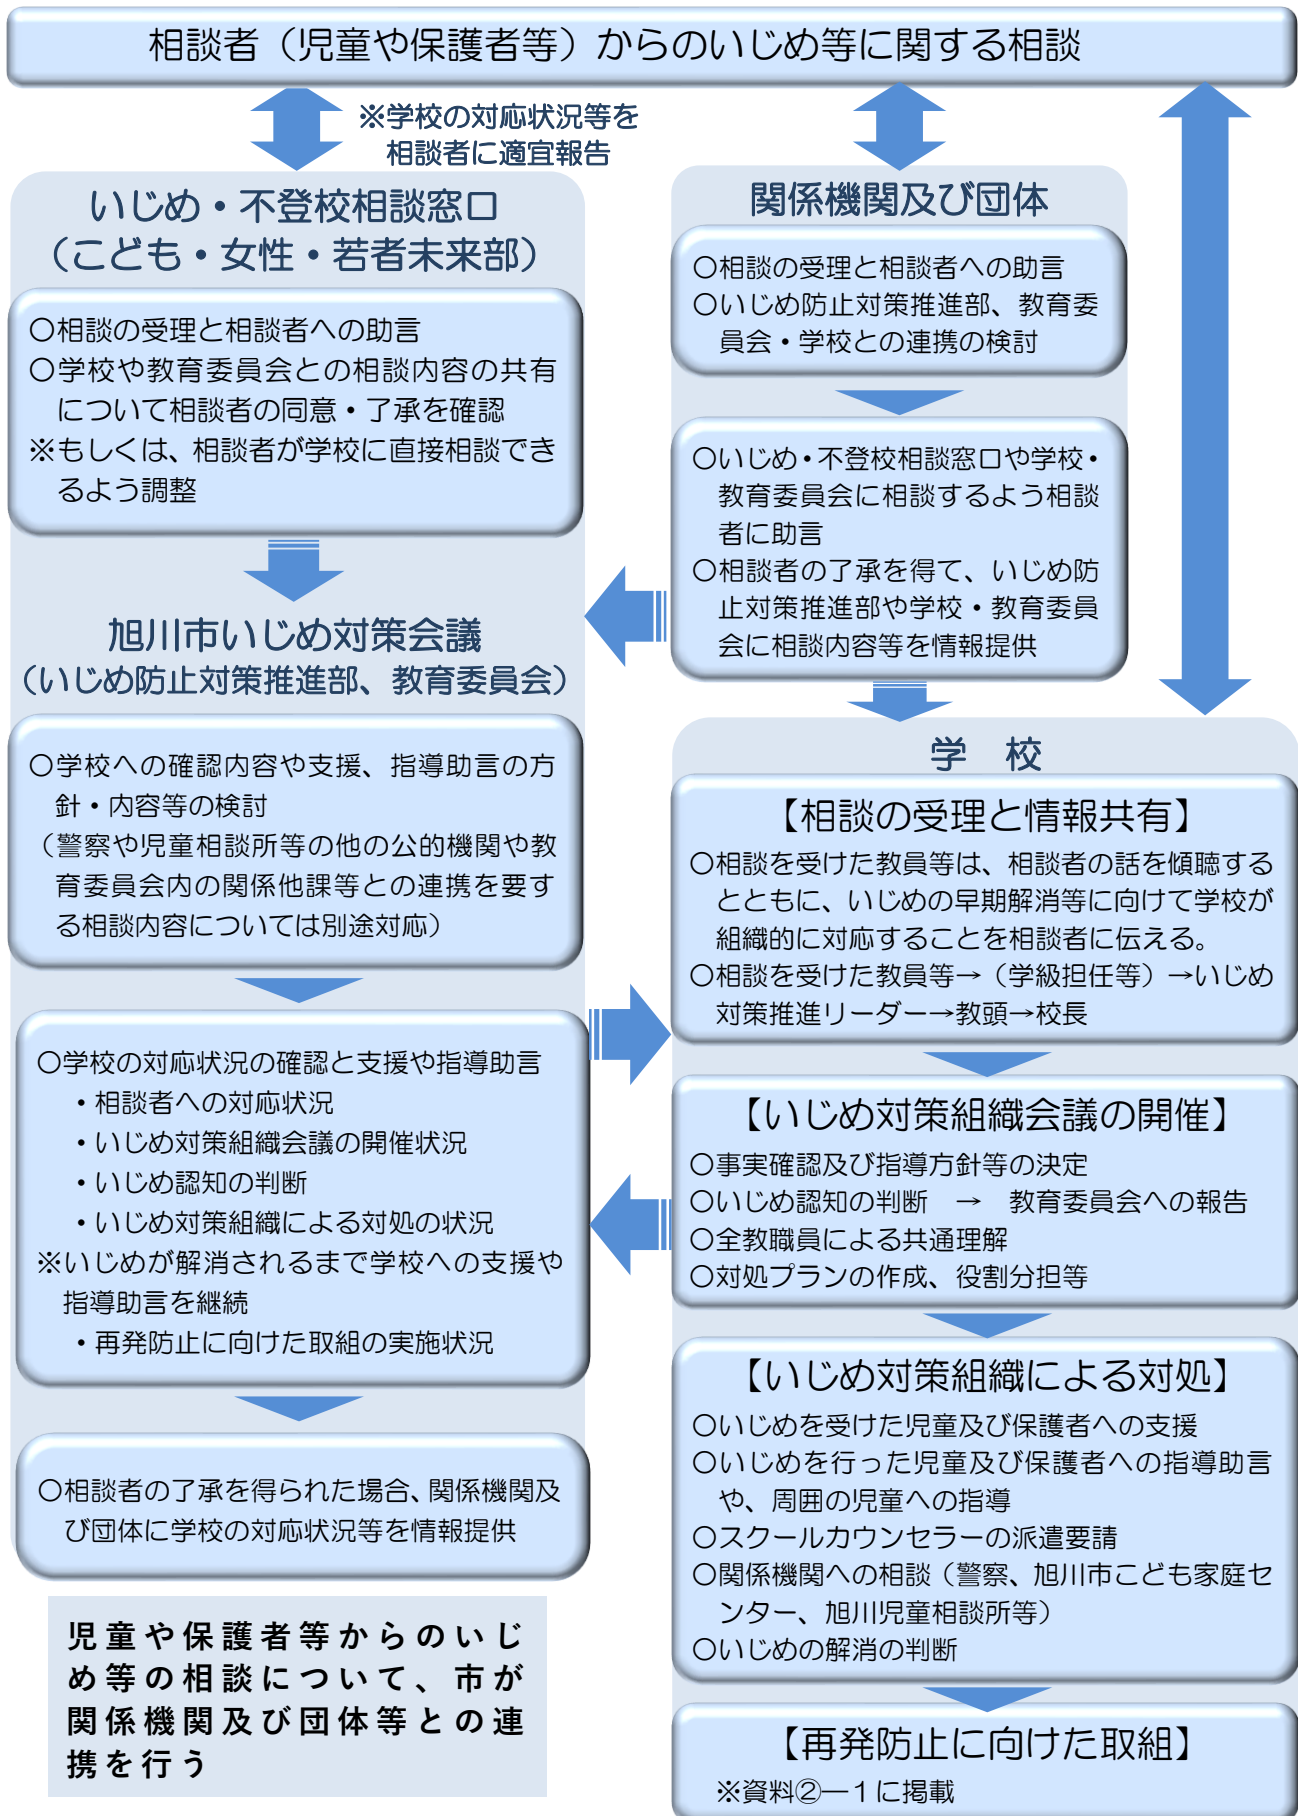 相談者（児童や保護者等）からのいじめ等に関する相談
※学校の対応状況等を
相談者に適宜報告
いじめ・不登校相談窓口
（こども・女性・若者未来部）
〇相談の受理と相談者への助言
〇学校や教育委員会との相談内容の共有
について相談者の同意・了承を確認
※もしくは、相談者が学校に直接相談でき
るよう調整
旭川市いじめ対策会議
（いじめ防止対策推進部、教育委員会）
〇学校への確認内容や支援、指導助言の方
針・内容等の検討
（警察や児童相談所等の他の公的機関や教
育委員会内の関係他課等との連携を要す
る相談内容については別途対応）
〇学校の対応状況の確認と支援や指導助言
・相談者への対応状況
・いじめ対策組織会議の開催状況
・いじめ認知の判断
・いじめ対策組織による対処の状況
※いじめが解消されるまで学校への支援や
指導助言を継続
・再発防止に向けた取組の実施状況
〇相談者の了承を得られた場合、関係機関及
び団体に学校の対応状況等を情報提供
児童や保護者等からのいじ
め等の相談について、市が
関係機関及び団体等との連
携を行う
関係機関及び団体
〇相談の受理と相談者への助言
〇いじめ防止対策推進部、教育委
員会・学校との連携の検討
〇いじめ・不登校相談窓口や学校・
教育委員会に相談するよう相談
者に助言
〇相談者の了承を得て、いじめ防
止対策推進部や学校・教育委員
会に相談内容等を情報提供
学　校
【相談の受理と情報共有】
〇相談を受けた教員等は、相談者の話を傾聴する
とともに、いじめの早期解消等に向けて学校が
組織的に対応することを相談者に伝える。
〇相談を受けた教員等→（学級担任等）→いじめ
対策推進リーダー→教頭→校長
【いじめ対策組織会議の開催】
〇事実確認及び指導方針等の決定
〇いじめ認知の判断　→　教育委員会への報告
〇全教職員による共通理解
〇対処プランの作成、役割分担等
【いじめ対策組織による対処】
〇いじめを受けた児童及び保護者への支援
〇いじめを行った児童及び保護者への指導助言
や、周囲の児童への指導
〇スクールカウンセラーの派遣要請
〇関係機関への相談（警察、旭川市こども家庭セ
ンター、旭川児童相談所等）
〇いじめの解消の判断
【再発防止に向けた取組】
※資料②―１に掲載